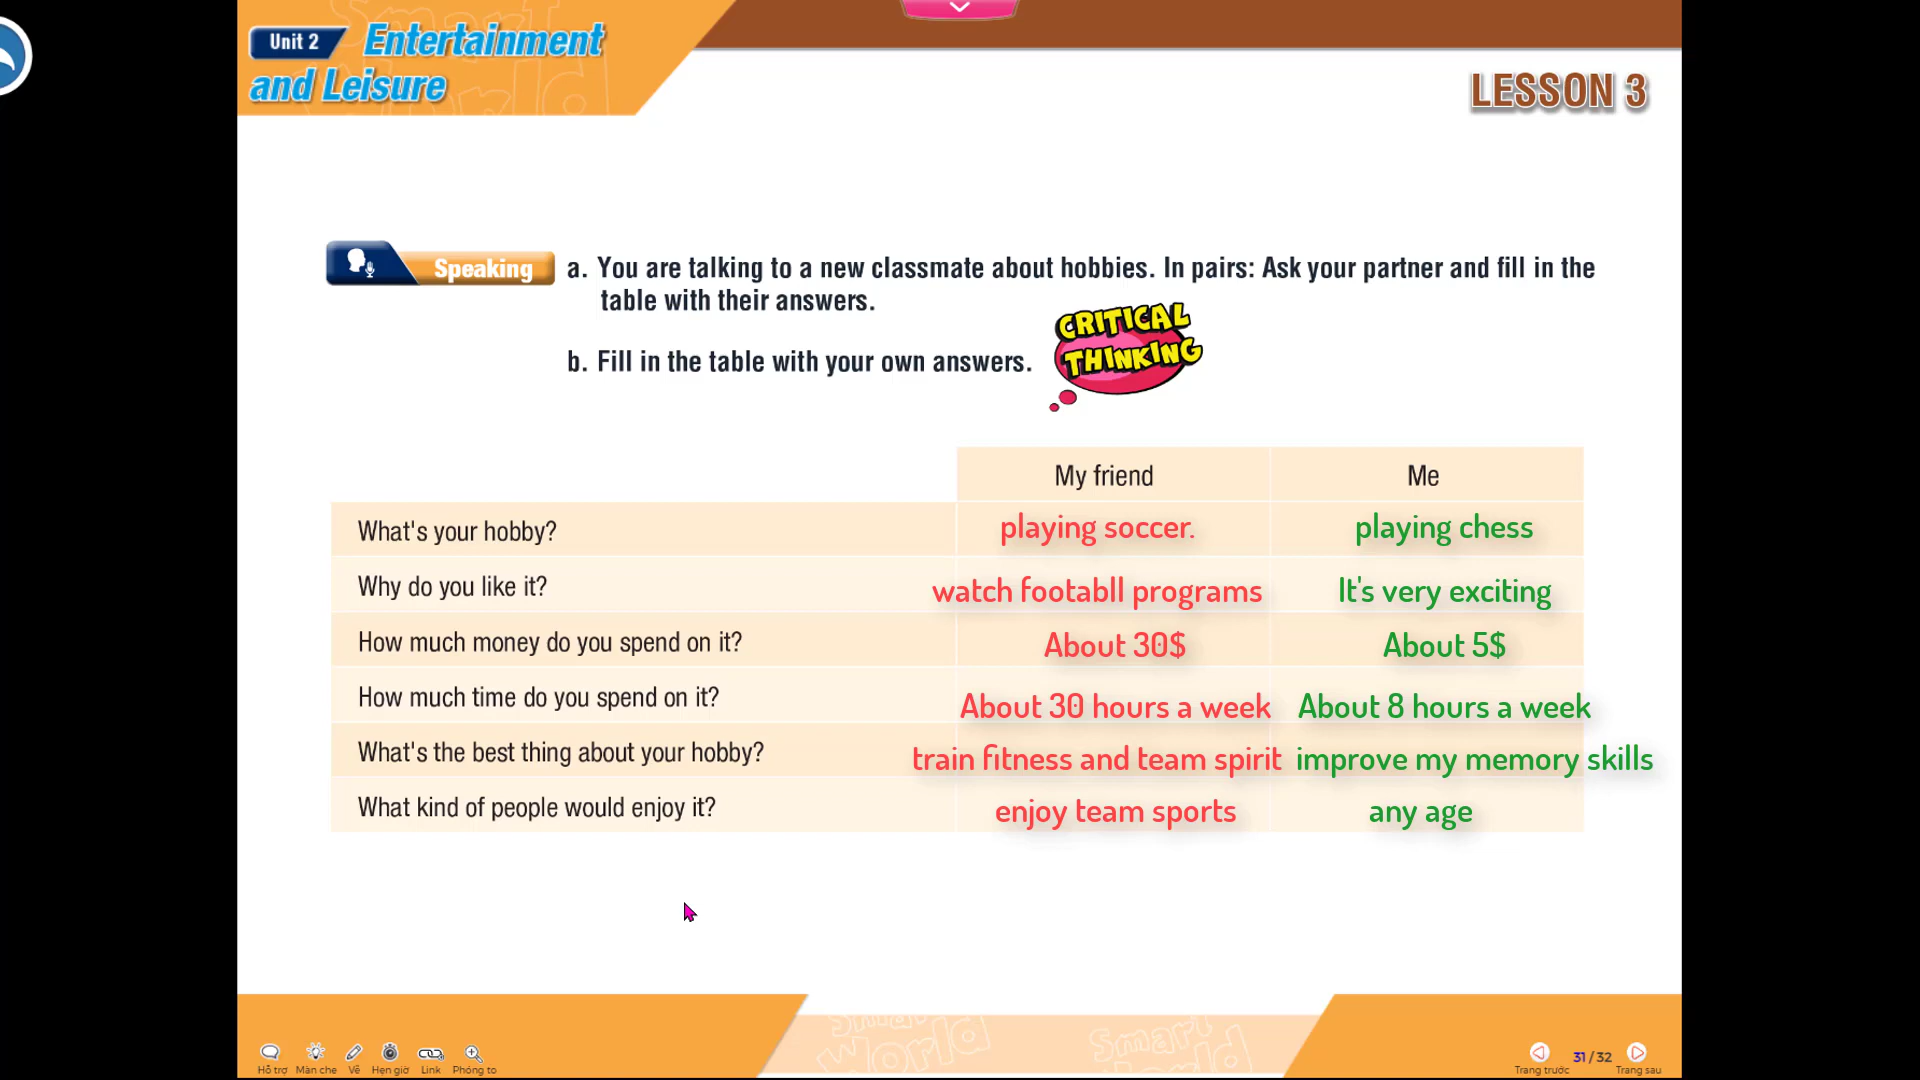 Unit 2 Entertainment
and Leisure
LESSON 3
Speaking
a. You are talking to a new classmate about hobbies. In pairs: Ask your partner and fill in the
table with their answers.
b. Fill in the table with your own answers.
CRITICAL
THINKING
My friend Me
What's your hobby? playing soccer. playing chess
Why do you like it? watch footabll programs It's very exciting
How much money do you spend on it? About 30$ About 5$
How much time do you spend on it? About 30 hours a week About 8 hours a week
What's the best thing about your hobby? train fitness and team spirit improve my memory skills
What kind of people would enjoy it? enjoy team sports any age
Hỗ trợ Màn che Vẽ Hẹn giờ Link Phóng to
Trang trước 31 / 32 Trang sau